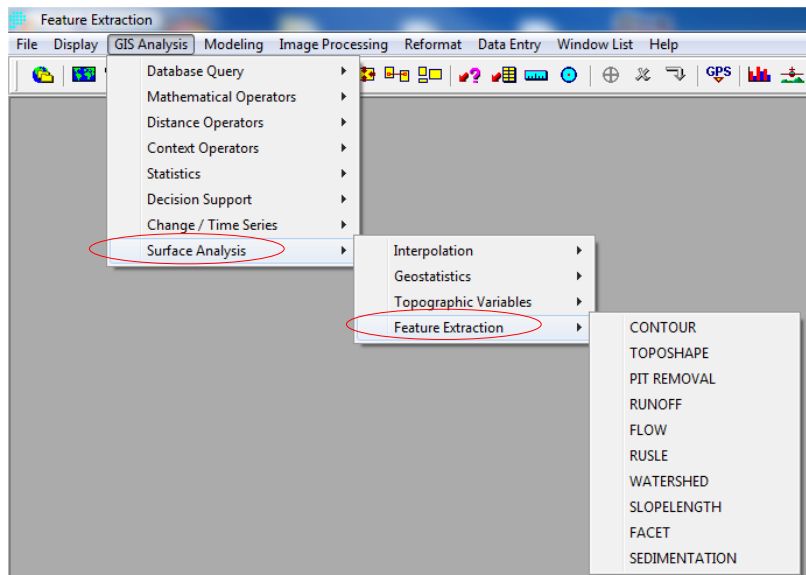 Feature Extraction
File Display GIS Analysis Modeling Image Processing Reformat Data Entry Window List Help
GPS
Database Query
Mathematical Operators
Distance Operators
Context Operators
Statistics
Decision Support
Change / Time Series
Surface Analysis
Interpolation
Geostatistics
Topographic Variables
Feature Extraction
CONTOUR
TOPOSHAPE
PIT REMOVAL
RUNOFF
FLOW
RUSLE
WATERSHED
SLOPELENGTH
FACET
SEDIMENTATION